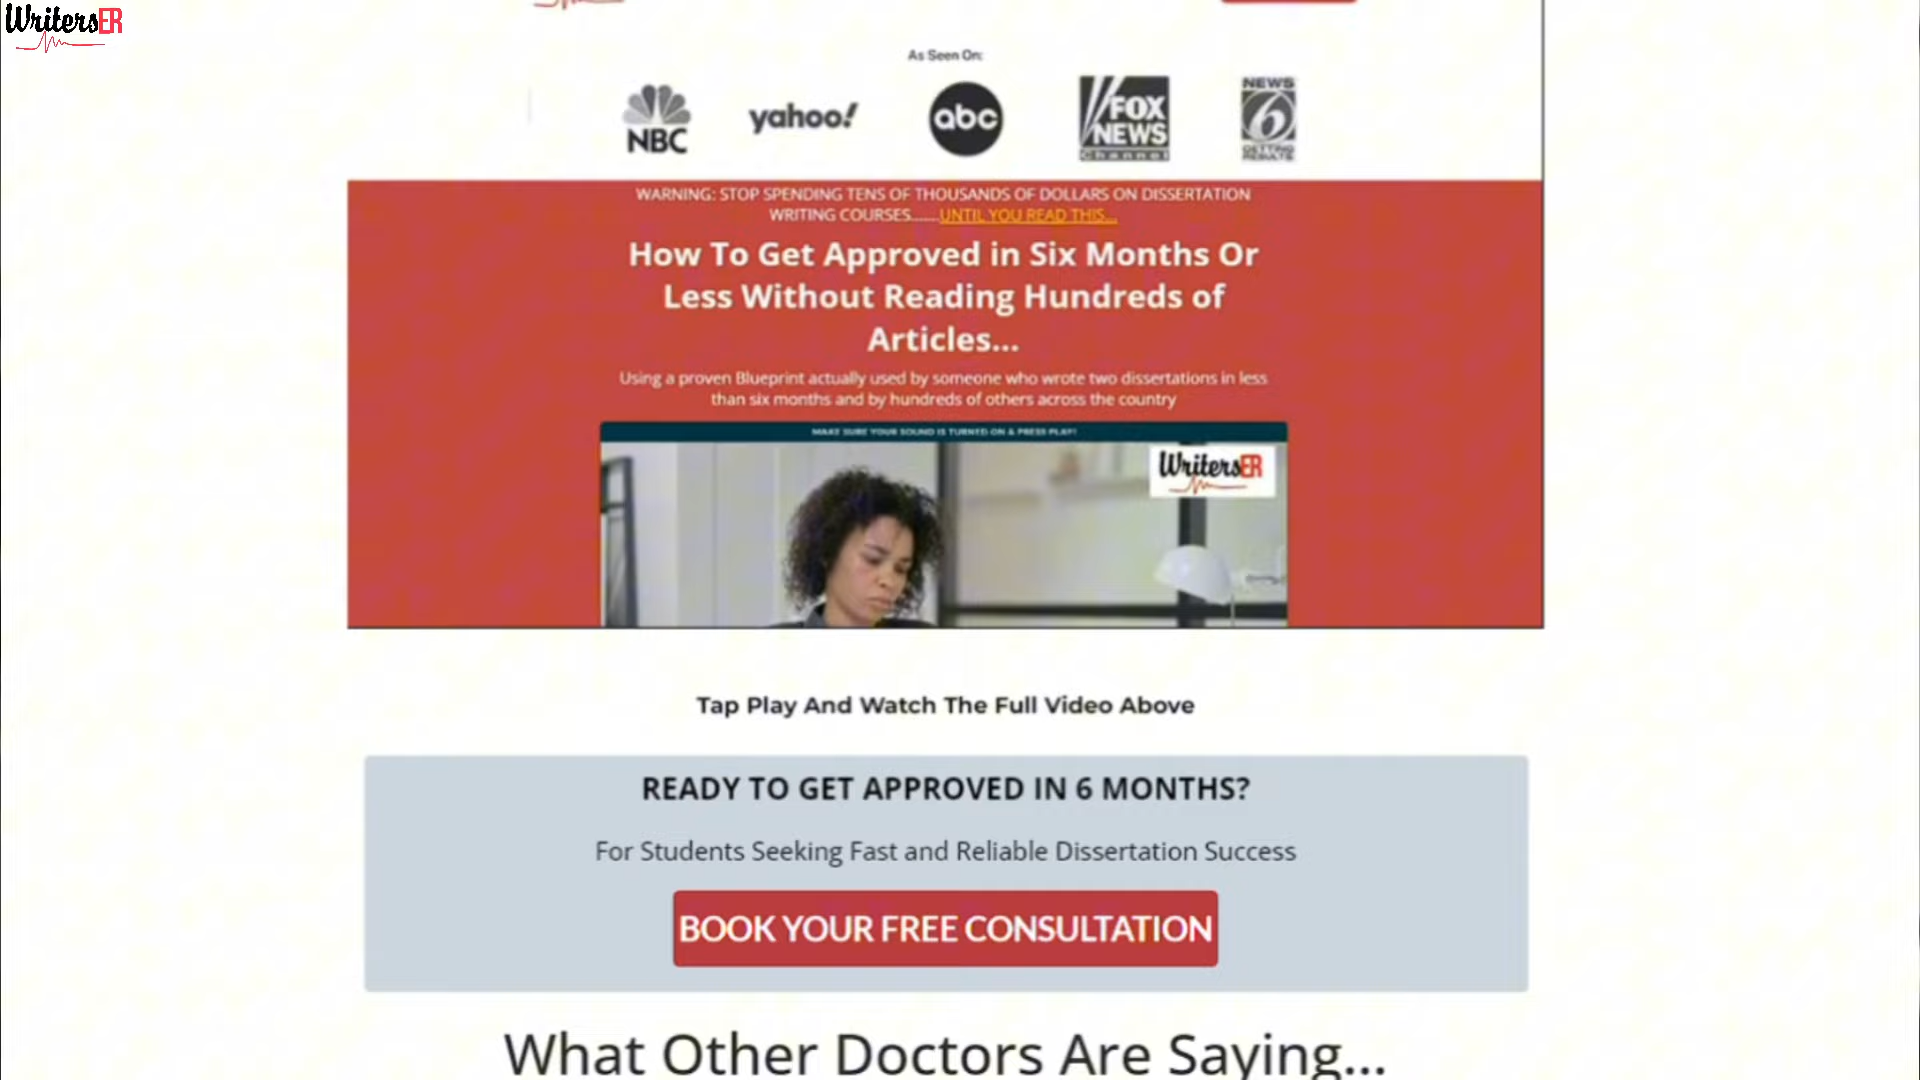 WritersER
As Seen On:
NBC
yahoo!
abc
FOX
NEWS
Channel
NEWS
6
GETTING
RESULTS
WARNING: STOP SPENDING TENS OF THOUSANDS OF DOLLARS ON DISSERTATION
WRITING COURSES.......UNTIL YOU READ THIS...
How To Get Approved in Six Months Or
Less Without Reading Hundreds of
Articles...
Using a proven Blueprint actually used by someone who wrote two dissertations in less
than six months and by hundreds of others across the country
MAKE SURE YOUR SOUND IS TURNED ON & PRESS PLAY!
WritersER
Tap Play And Watch The Full Video Above
READY TO GET APPROVED IN 6 MONTHS?
For Students Seeking Fast and Reliable Dissertation Success
BOOK YOUR FREE CONSULTATION
What Other Doctors Are Saying...